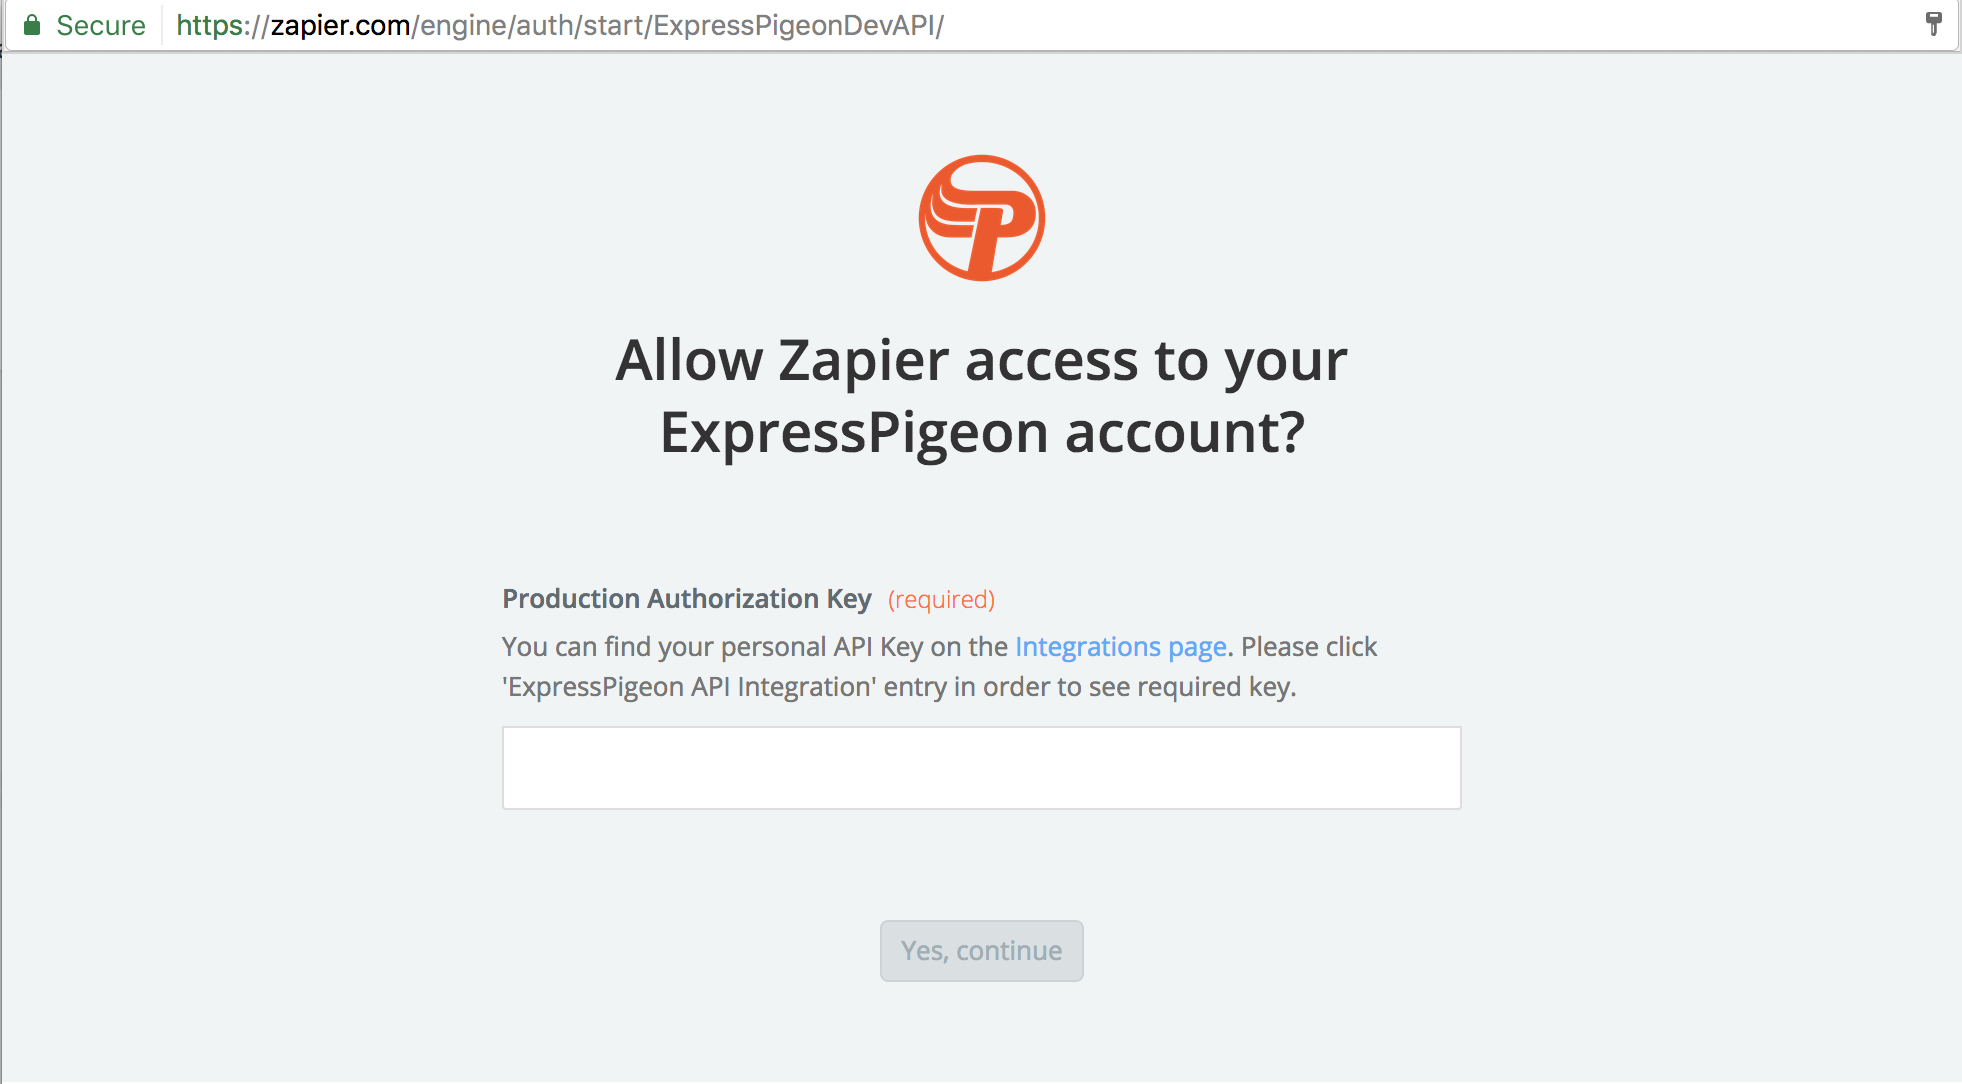 Secure https://zapier.com/engine/auth/start/ExpressPigeonDevAPI/
Allow Zapier access to your
ExpressPigeon account?
Production Authorization Key (required)
You can find your personal API Key on the Integrations page. Please click
'ExpressPigeon API Integration' entry in order to see required key.
Yes, continue